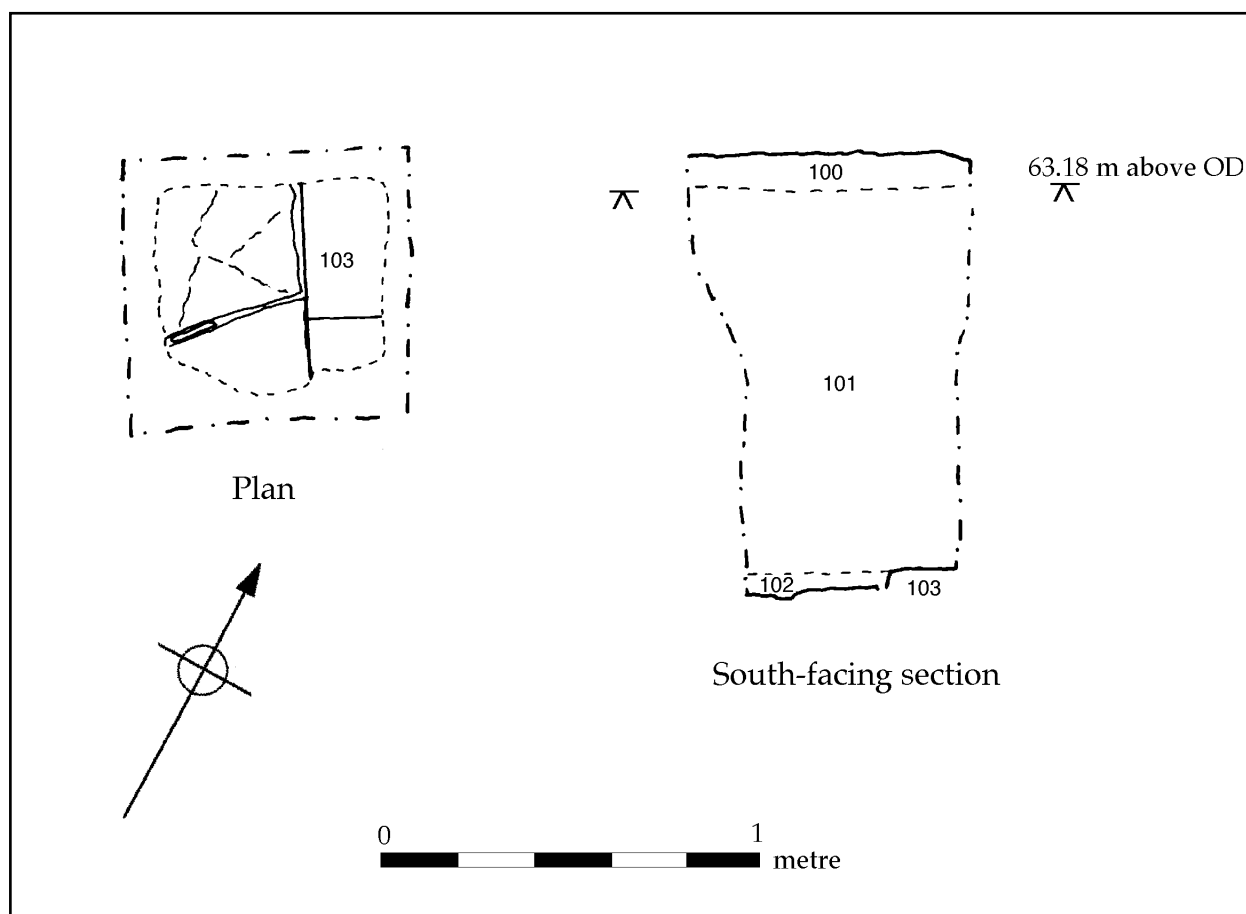 100
63.18 m above OD
103
101
Plan
102
103
South-facing section
0
1
metre